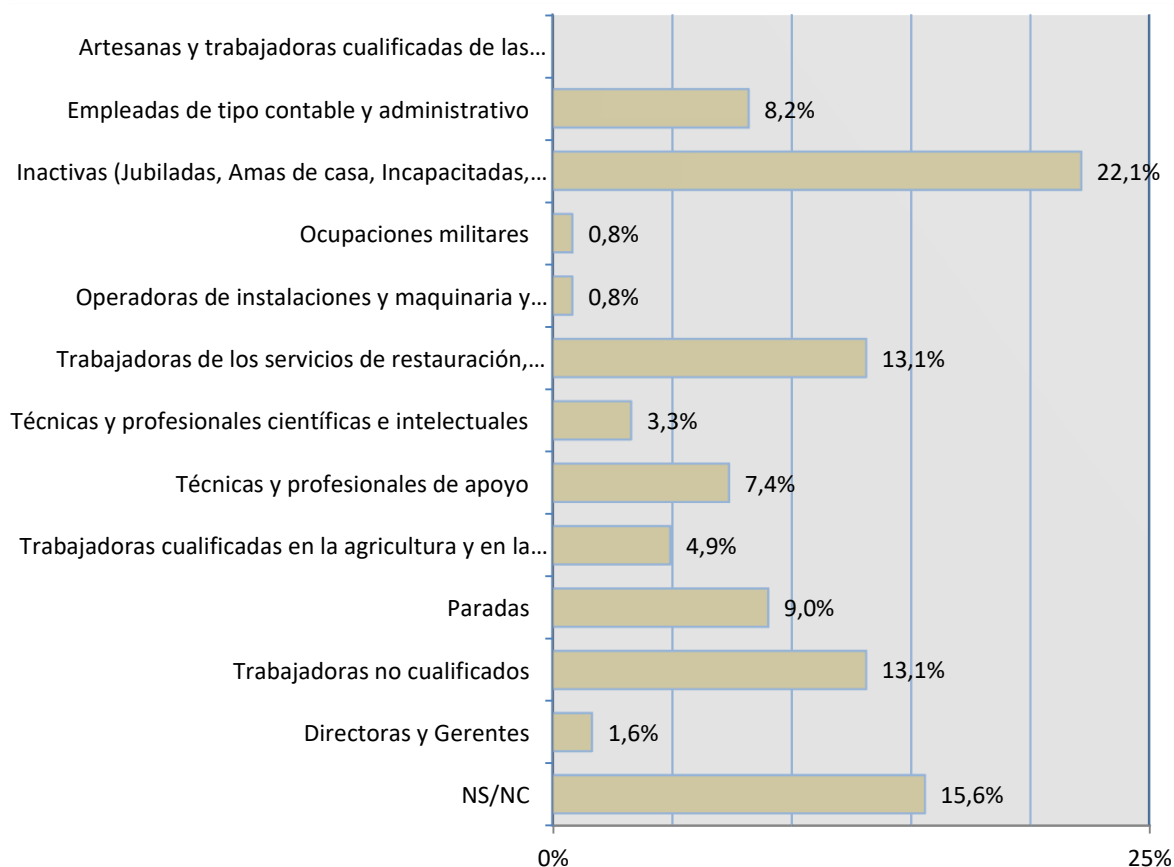 Artesanas y trabajadoras cualificadas de las...
Empleadas de tipo contable y administrativo 8,2%
Inactivas (Jubiladas, Amas de casa, Incapacitadas,... 22,1%
Ocupaciones militares 0,8%
Operadoras de instalaciones y maquinaria y... 0,8%
Trabajadoras de los servicios de restauración,... 13,1%
Técnicas y profesionales científicas e intelectuales 3,3%
Técnicas y profesionales de apoyo 7,4%
Trabajadoras cualificadas en la agricultura y en la... 4,9%
Paradas 9,0%
Trabajadoras no cualificados 13,1%
Directoras y Gerentes 1,6%
NS/NC 15,6%
0% 25%